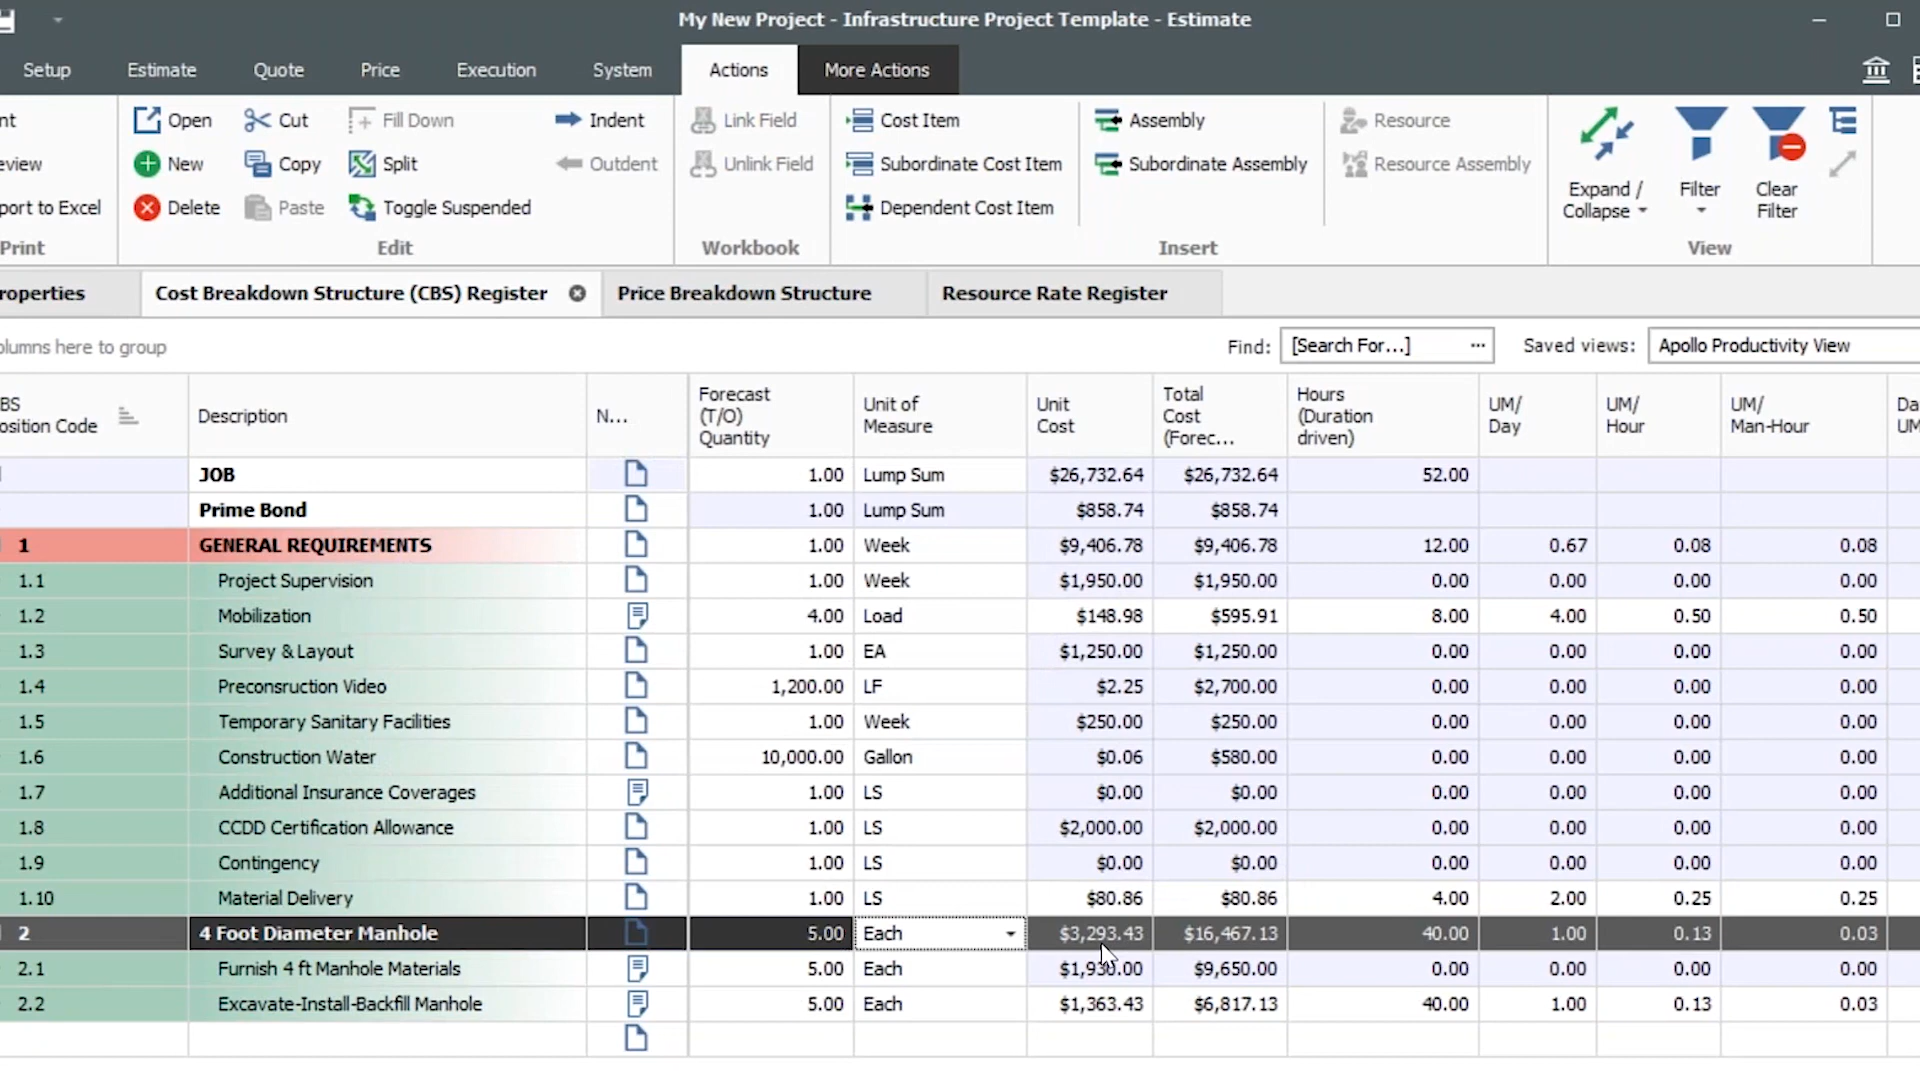 My New Project - Infrastructure Project Template - Estimate
Setup Estimate Quote Price Execution System Actions More Actions
nt Open Cut Fill Down Indent Link Field Cost Item Assembly Resource
eview New Copy Split Outdent Unlink Field Subordinate Cost Item Subordinate Assembly Resource Assembly
port to Excel Delete Paste Toggle Suspended Dependent Cost Item
Expand / Collapse Filter Clear Filter
Print Edit Workbook Insert View
roperties Cost Breakdown Structure (CBS) Register Price Breakdown Structure Resource Rate Register
olumns here to group Find: [Search For...] ... Saved views: Apollo Productivity View
BS osition Code Description N... Forecast (T/O) Quantity Unit of Measure Unit Cost Total Cost (Forec... Hours (Duration driven) UM/ Day UM/ Hour UM/ Man-Hour Da UM
JOB 1.00 Lump Sum $26,732.64 $26,732.64 52.00
Prime Bond 1.00 Lump Sum $858.74 $858.74
1 GENERAL REQUIREMENTS 1.00 Week $9,406.78 $9,406.78 12.00 0.67 0.08 0.08
1.1 Project Supervision 1.00 Week $1,950.00 $1,950.00 0.00 0.00 0.00 0.00
1.2 Mobilization 4.00 Load $148.98 $595.91 8.00 4.00 0.50 0.50
1.3 Survey & Layout 1.00 EA $1,250.00 $1,250.00 0.00 0.00 0.00 0.00
1.4 Preconsruction Video 1,200.00 LF $2.25 $2,700.00 0.00 0.00 0.00 0.00
1.5 Temporary Sanitary Facilities 1.00 Week $250.00 $250.00 0.00 0.00 0.00 0.00
1.6 Construction Water 10,000.00 Gallon $0.06 $580.00 0.00 0.00 0.00 0.00
1.7 Additional Insurance Coverages 1.00 LS $0.00 $0.00 0.00 0.00 0.00 0.00
1.8 CCDD Certification Allowance 1.00 LS $2,000.00 $2,000.00 0.00 0.00 0.00 0.00
1.9 Contingency 1.00 LS $0.00 $0.00 0.00 0.00 0.00 0.00
1.10 Material Delivery 1.00 LS $80.86 $80.86 4.00 2.00 0.25 0.25
2 4 Foot Diameter Manhole 5.00 Each $3,293.43 $16,467.13 40.00 1.00 0.13 0.03
2.1 Furnish 4 ft Manhole Materials 5.00 Each $1,930.00 $9,650.00 0.00 0.00 0.00 0.00
2.2 Excavate-Install-Backfill Manhole 5.00 Each $1,363.43 $6,817.13 40.00 1.00 0.13 0.03